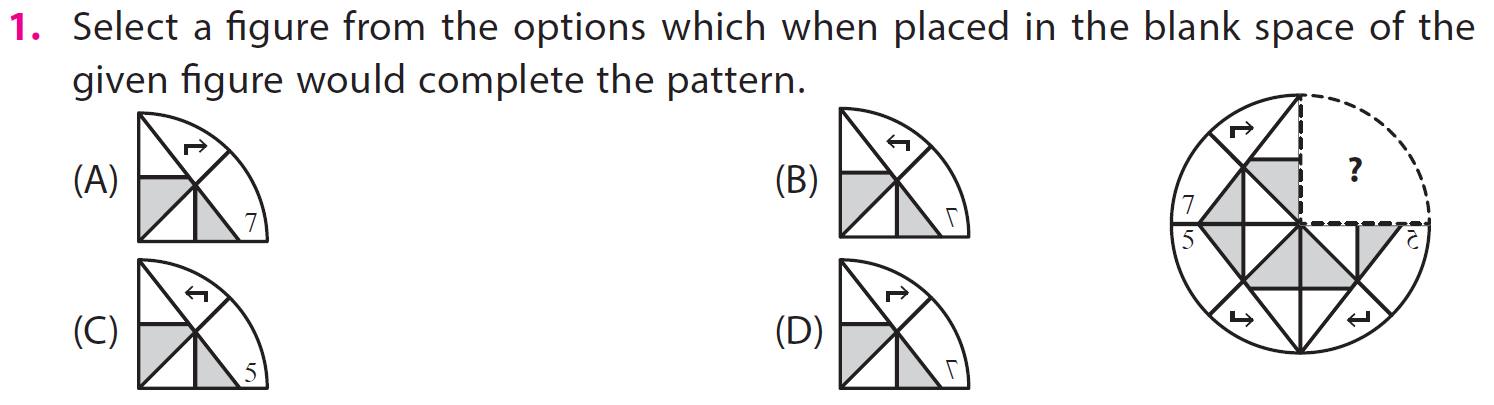 1. Select a figure from the options which when placed in the blank space of the
given figure would complete the pattern.
(A)
7
(B)
7
(C)
5
(D)
7
?
7
5
5